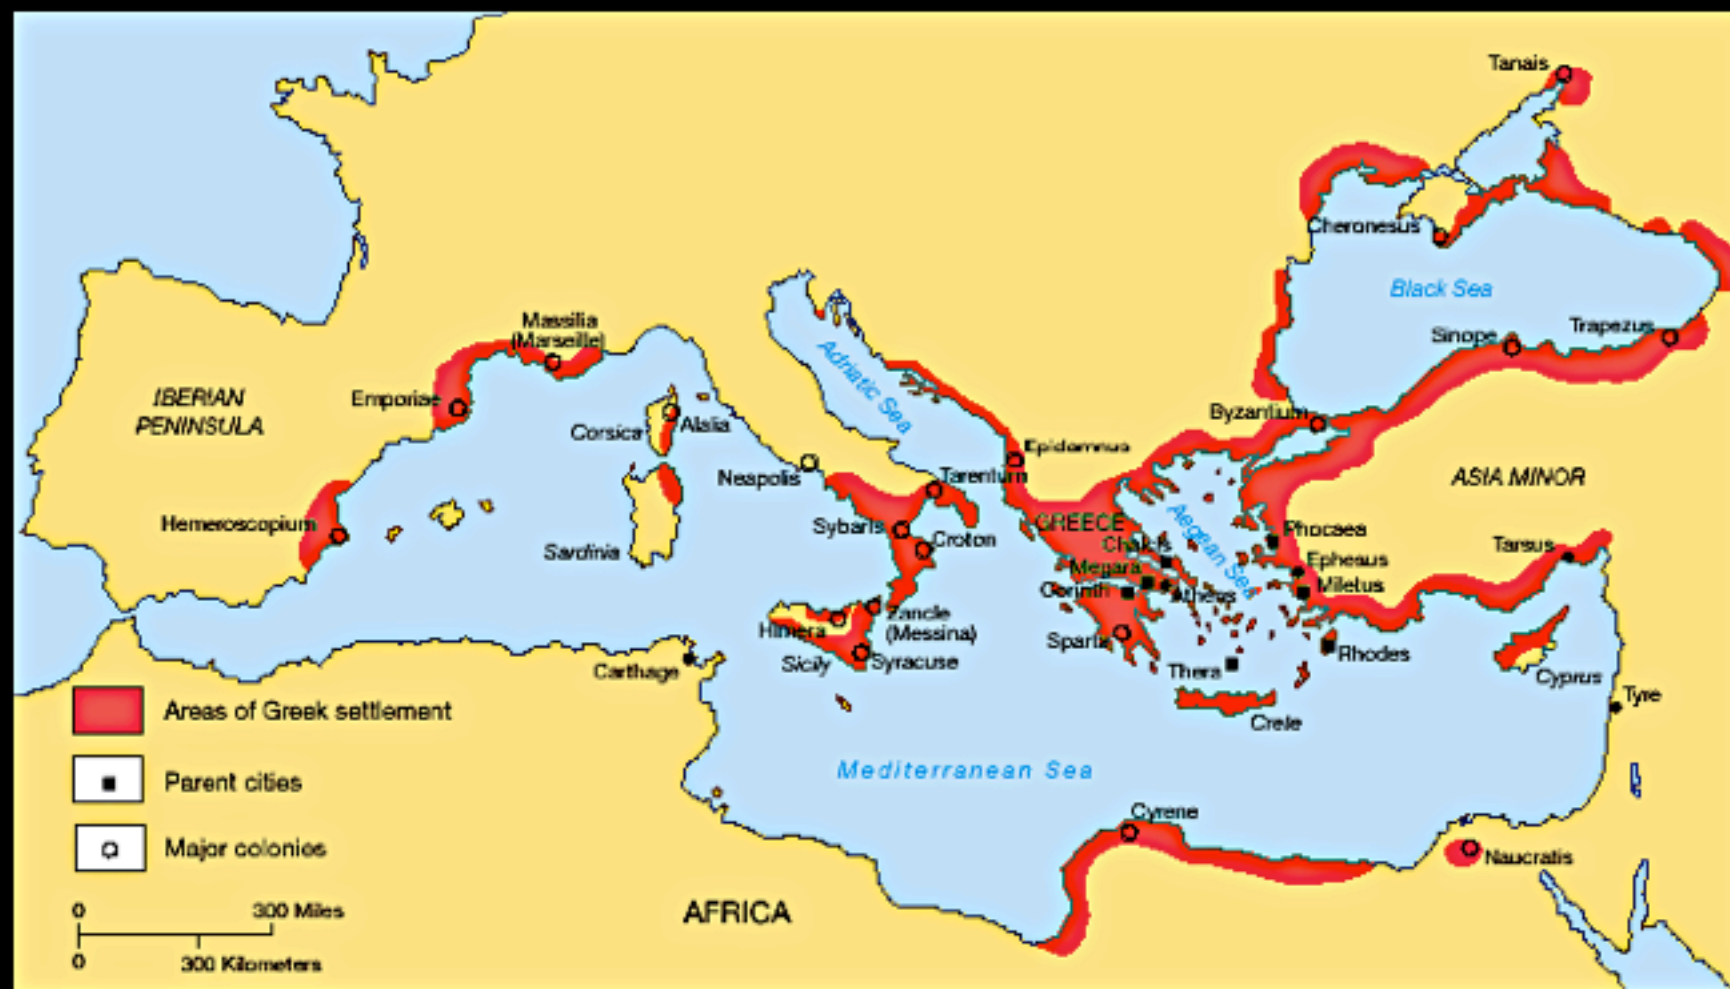 Tanais
Cheronesus
Black Sea
Massilia
(Marseille)
Sinope
Trapezus
Adriatic Sea
IBERIAN
PENINSULA
Emporiae
Byzantium
Corsica
Alalia
Epidamnus
Neapolis
Tarentum
ASIA MINOR
Hemeroscopium
Sybaris
GREECE
Aegean Sea
Phocaea
Croton
Chalcis
Tarsus
Sardinia
Megara
Ephesus
Corinth
Athens
Miletus
Himera
Zancle
(Messina)
Sparta
Rhodes
Carthage
Sicily
Syracuse
Thera
Cyprus
Tyre
Crete
Areas of Greek settlement
Mediterranean Sea
Parent cities
Cyrene
Major colonies
Naucratis
AFRICA
0 300 Miles
0 300 Kilometers